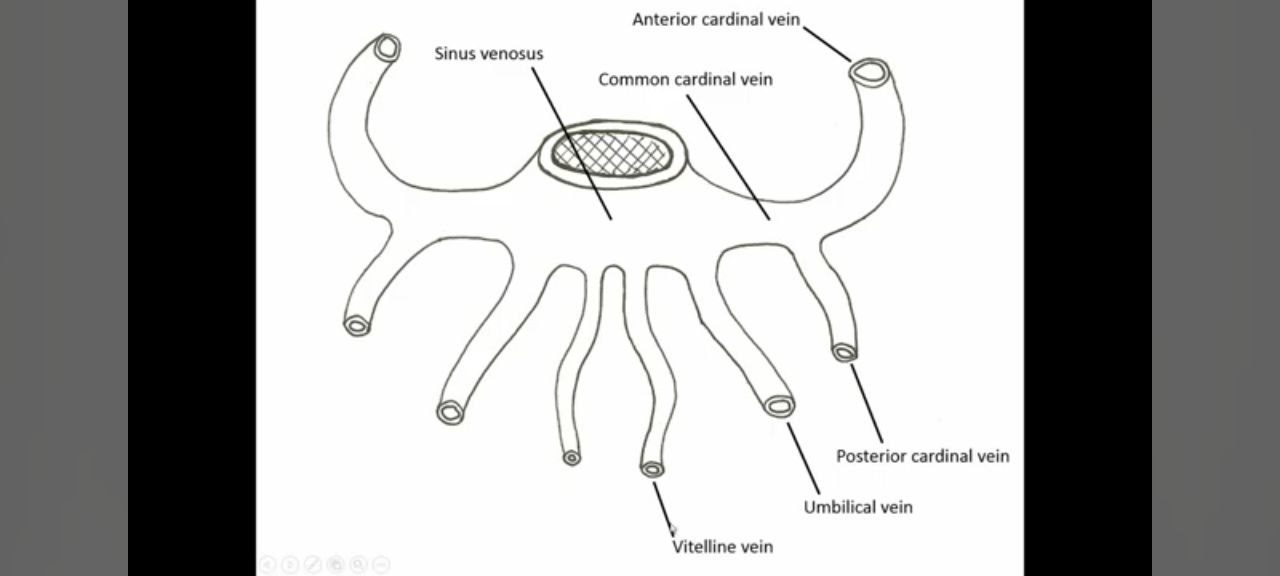 Anterior cardinal vein
Sinus venosus
Common cardinal vein
Posterior cardinal vein
Umbilical vein
Vitelline vein